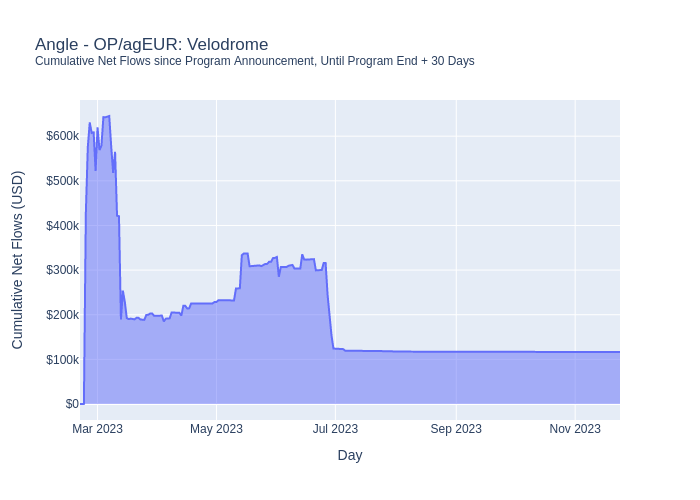 Angle - OP/agEUR: Velodrome
Cumulative Net Flows since Program Announcement, Until Program End + 30 Days
Cumulative Net Flows (USD)
$600k
$500k
$400k
$300k
$200k
$100k
$0
Mar 2023 May 2023 Jul 2023 Sep 2023 Nov 2023
Day